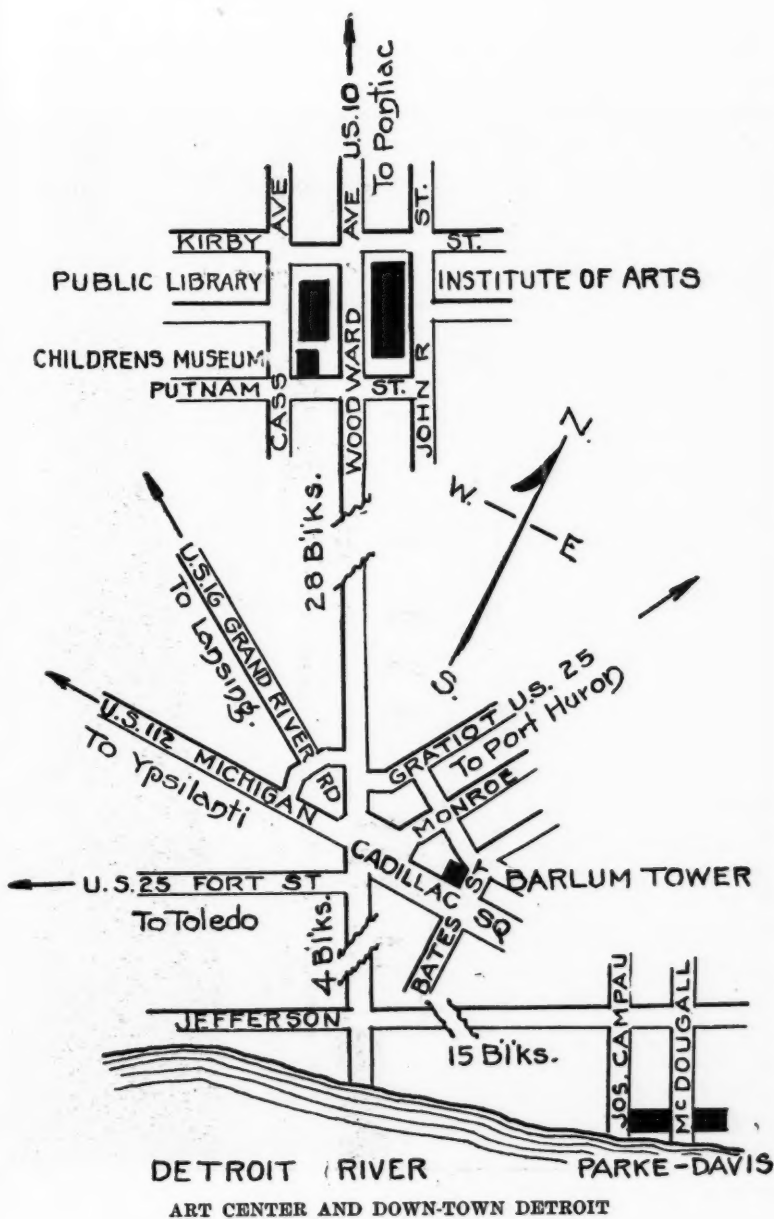 U.S. 10
To Pontiac
AVE
AVE
ST.
KIRBY ST.
PUBLIC LIBRARY
INSTITUTE OF ARTS
CHILDRENS MUSEUM
PUTNAM ST.
CASS
WOODWARD
JOHN R
28 B'l'ks.
N.
W.
E
S.
U.S. 16 GRAND RIVER
RD
To Lansing.
U.S. 112 MICHIGAN
To Ypsilanti
GRATIOT U.S. 25
To Port Huron
MONROE
CADILLAC SQ
BARLUM TOWER
U.S. 25 FORT ST
To Toledo
BATES ST
4 Bl'ks.
JEFFERSON
15 Bl'ks.
JOS. CAMPAU
McDOUGALL
DETROIT RIVER
PARKE-DAVIS
ART CENTER AND DOWN-TOWN DETROIT